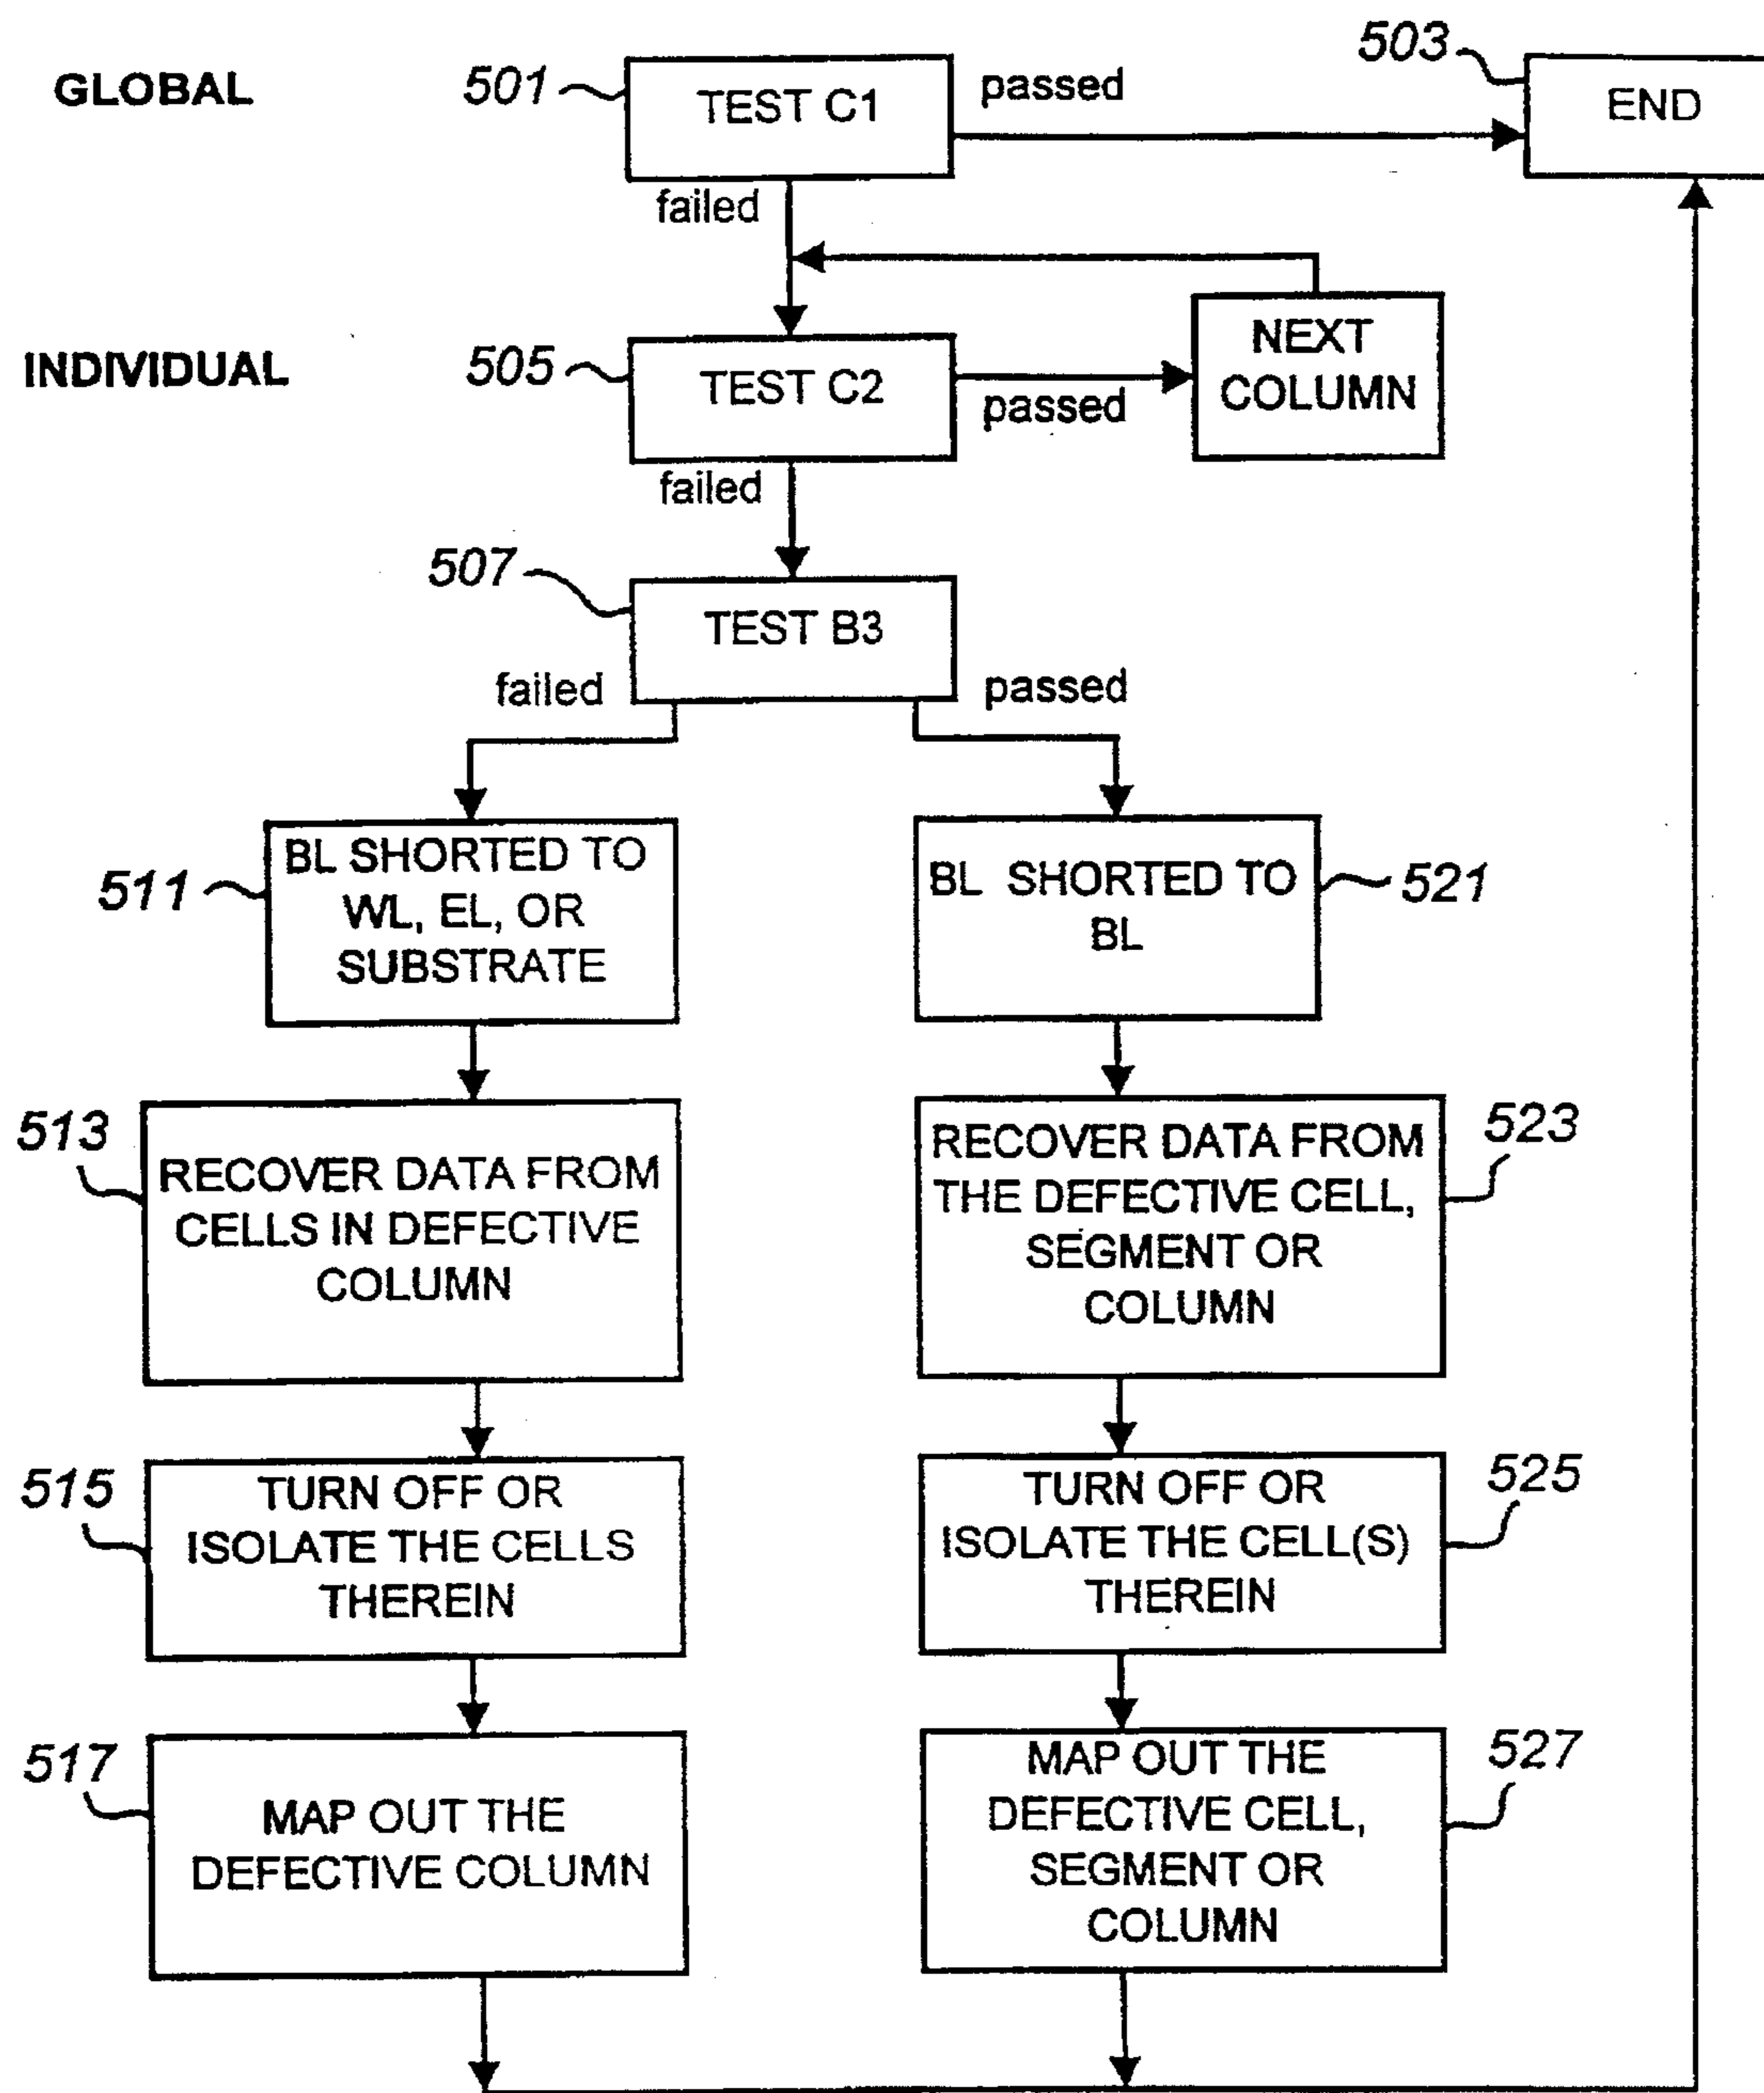 GLOBAL
501
TEST C1
passed
503
END
failed
INDIVIDUAL
505
TEST C2
passed
NEXT
COLUMN
failed
507
TEST B3
failed
passed
511
BL SHORTED TO
WL, EL, OR
SUBSTRATE
BL SHORTED TO
BL
521
513
RECOVER DATA FROM
CELLS IN DEFECTIVE
COLUMN
RECOVER DATA FROM
THE DEFECTIVE CELL,
SEGMENT OR
COLUMN
523
515
TURN OFF OR
ISOLATE THE CELLS
THEREIN
TURN OFF OR
ISOLATE THE CELL(S)
THEREIN
525
517
MAP OUT THE
DEFECTIVE COLUMN
MAP OUT THE
DEFECTIVE CELL,
SEGMENT OR
COLUMN
527